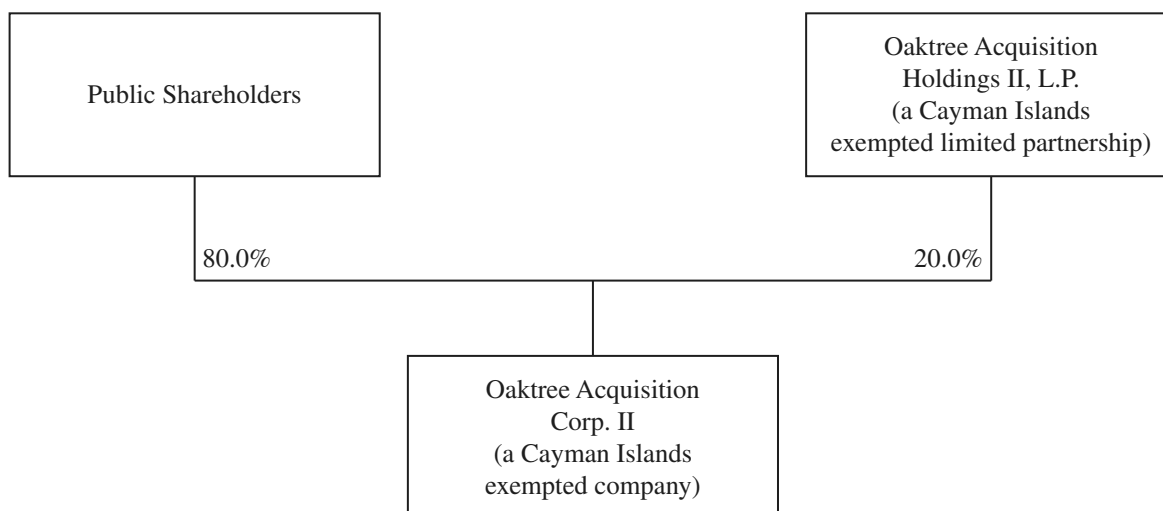 Public Shareholders
Oaktree Acquisition
Holdings II, L.P.
(a Cayman Islands
exempted limited partnership)
80.0%
20.0%
Oaktree Acquisition
Corp. II
(a Cayman Islands
exempted company)